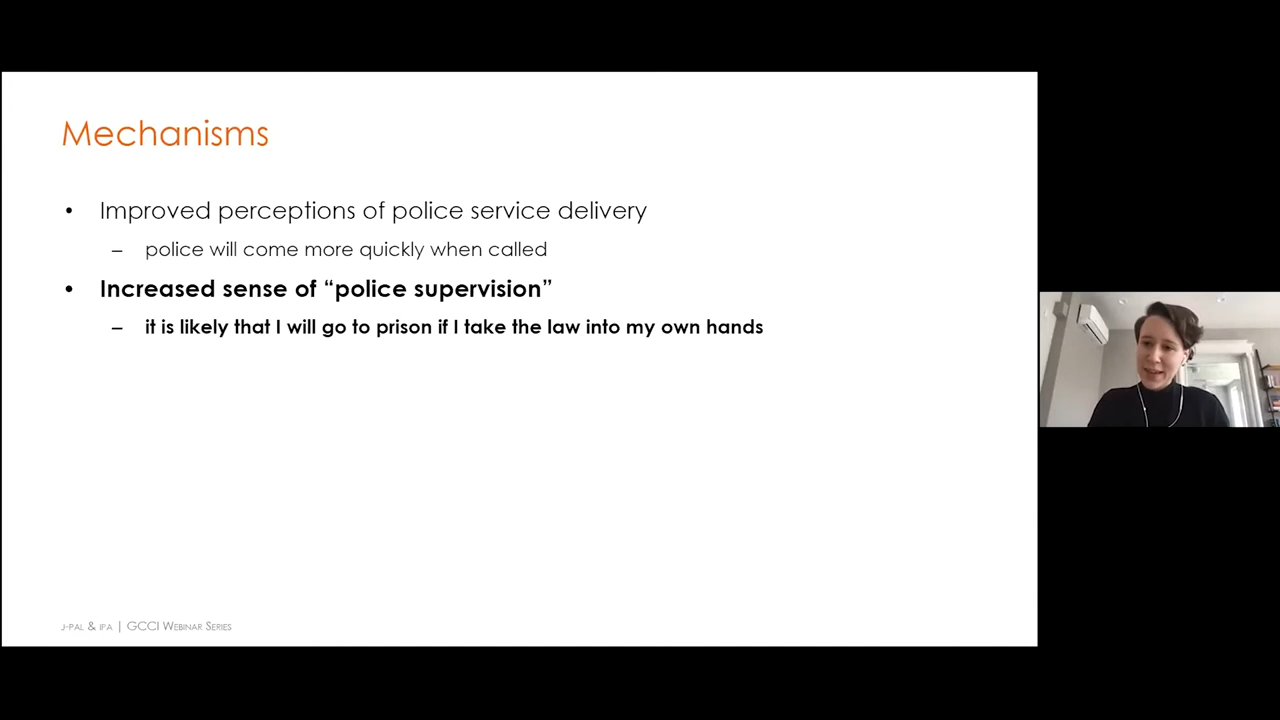 Mechanisms
• Improved perceptions of police service delivery
– police will come more quickly when called
• Increased sense of “police supervision”
– it is likely that I will go to prison if I take the law into my own hands
J-PAL & IPA | GCCI Webinar Series